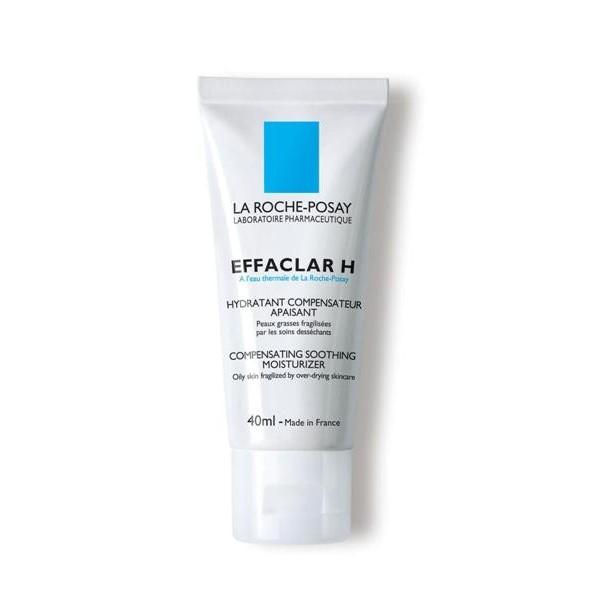 LA ROCHE-POSAY
LABORATOIRE PHARMACEUTIQUE
EFFACLAR H
A l'eau thermale de La Roche-Posay
HYDRATANT COMPENSATEUR
APAISANT
Peaux grasses fragilisées
par les soins desséchants
COMPENSATING SOOTHING
MOISTURIZER
Oily skin fragilized by over-drying skincare
40ml - Made in France